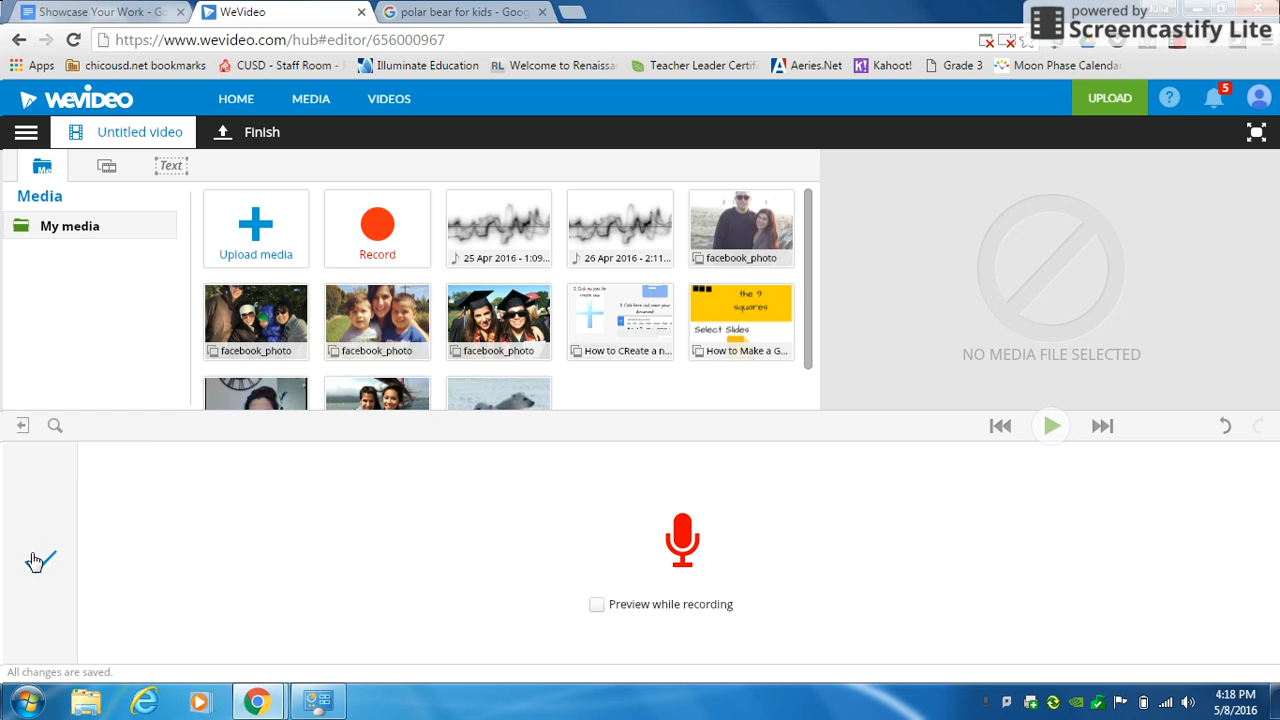 Showcase Your Work - Goo
WeVideo
polar bear for kids - Goog
powered by
Screencastify Lite
https://www.wevideo.com/hub#editor/656060967
Apps
chicousd.net bookmarks
CUSD - Staff Room -
Illuminate Education
RL Welcome to Renaiss
Teacher Leader Certif
Aeries.Net
K! Kahoot!
Grade 3
Moon Phase Calenda
WEVIDEO
HOME
MEDIA
VIDEOS
UPLOAD
?
5
Untitled video
Finish
Text
Media
My media
Upload media
Record
25 Apr 2016 - 1:09...
26 Apr 2016 - 2:11...
facebook_photo
the 9
squares
Select Slides
facebook_photo
facebook_photo
facebook_photo
How to CReate a n...
How to Make a G...
NO MEDIA FILE SELECTED
Preview while recording
All changes are saved.
4:18 PM
5/8/2016